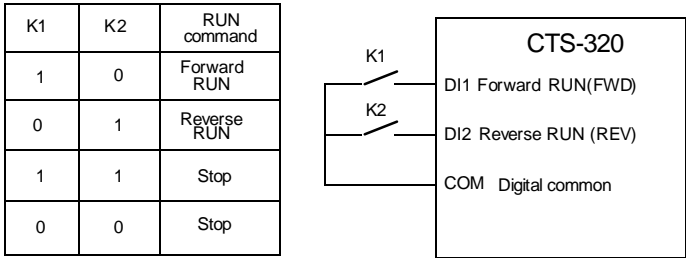 K1 K2 RUN
command
1 0 Forward
RUN
0 1 Reverse
RUN
1 1 Stop
0 0 Stop
CTS-320
K1
DI1 Forward RUN(FWD)
K2
DI2 Reverse RUN (REV)
COM Digital common